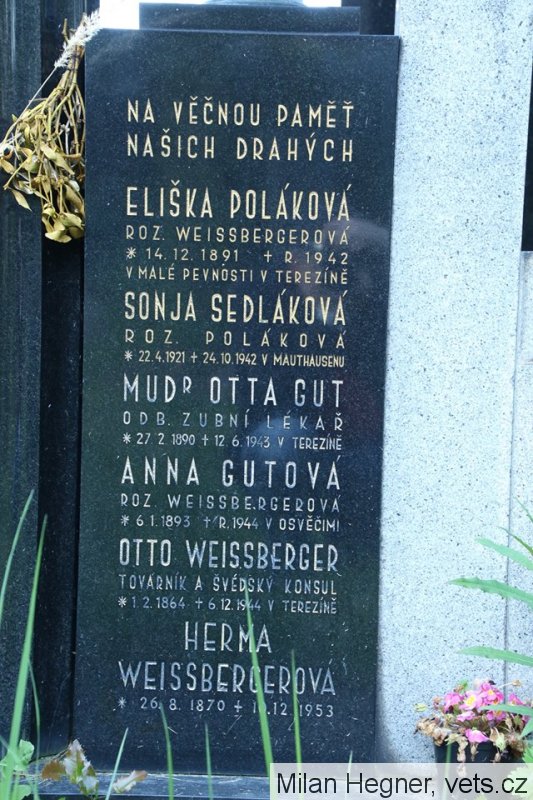 NA VĚČNOU PAMĚŤ
NAŠICH DRAHÝCH
ELIŠKA POLÁKOVÁ
ROZ. WEISSBERGEROVÁ
* 14.12.1891 + R.1942
V MALÉ PEVNOSTI V TEREZÍNĚ
SONJA SEDLÁKOVÁ
ROZ. POLÁKOVÁ
* 22.4.1921 + 24.10.1942 V MAUTHAUSENU
MUDR OTTA GUT
ODB. ZUBNÍ LÉKAŘ
* 27.2.1890 + 12.6.1943 V TEREZÍNĚ
ANNA GUTOVÁ
ROZ. WEISSBERGEROVÁ
* 6.1.1893 + R.1944 V OSVĚČIMI
OTTO WEISSBERGER
TOVÁRNÍK A ŠVÉDSKÝ KONSUL
* 1.2.1864 + 6.12.1944 V TEREZÍNĚ
HERMA
WEISSBERGEROVÁ
* 26.8.1870 + .12.1953
Milan Hegner, vets.cz